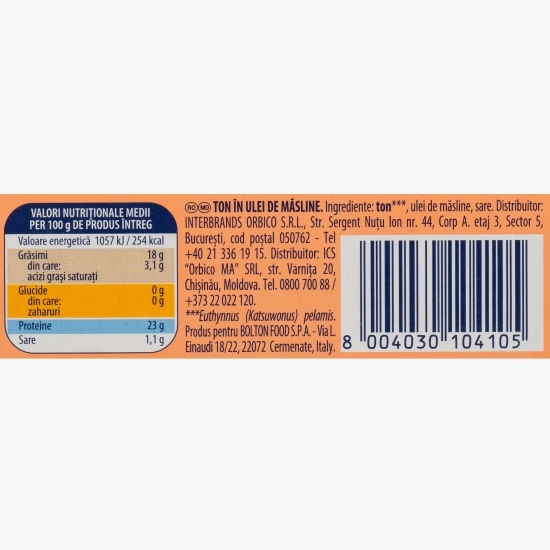 VALORI NUTRIȚIONALE MEDII
PER 100 g DE PRODUS ÎNTREG
Valoare energetică 1057 kJ / 254 kcal
Grăsimi 18 g
din care: 3,1 g
acizi grași saturați
Glucide 0 g
din care: 0 g
zaharuri
Proteine 23 g
Sare 1,1 g
RO MD TON ÎN ULEI DE MĂSLINE. Ingrediente: ton***, ulei de măsline, sare. Distribuitor:
INTERBRANDS ORBICO S.R.L., Str. Sergent Nuțu Ion nr. 44, Corp A. etaj 3, Sector 5,
București, cod poștal 050762 - Tel
+40 21 336 19 15. Distribuitor: ICS
"Orbico MA" SRL, str. Varnița 20,
Chișinău, Moldova. Tel. 0800 700 88 /
+373 22 022 120.
***Euthynnus (Katsuwonus) pelamis.
Produs pentru BOLTON FOOD S.P.A. - Via L.
Einaudi 18/22, 22072 Cermenate, Italy.
8 004030 104105